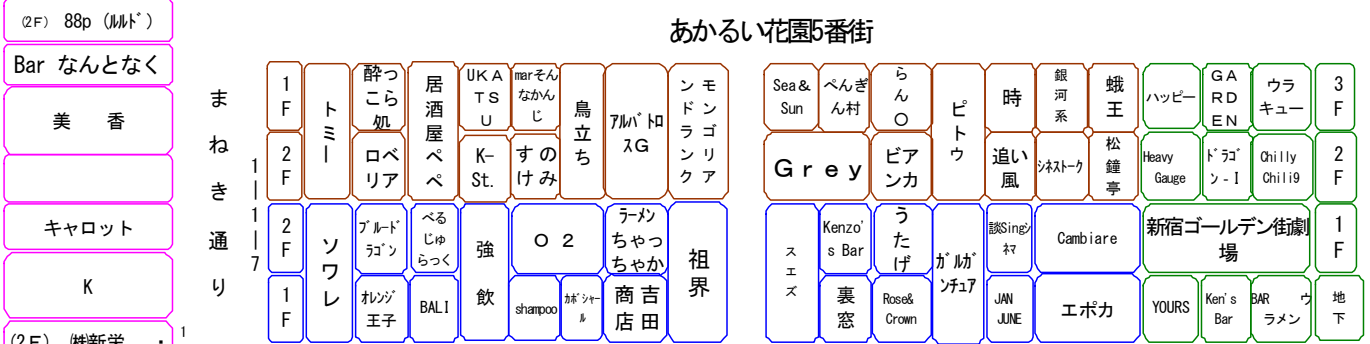 (2F) 88p (ルルド)
Bar なんとなく
美 香
キャロット
K
(2F) ㈱新栄 ・
1
まねき通り
1―1―7
あかるい花園5番街
1F
トミー
酔っこら処
居酒屋ペペ
UKATSU
marそんなかんじ
鳥立ち
アルバトロスG
モンゴリアンドランク
2F
ロベリア
K-St.
すのけみ
2F
ソワレ
ブルードラゴン
べるじゅらっく
強飲
O2
ラーメンちゃっちゃか
祖界
1F
オレンジ王子
BALI
shampoo
カボシャール
商吉店田
Sea& Sun
ぺんぎん村
らん○
ピトウ
時
銀河系
蛾王
ハッピー
GARDEN
ウラキュー
3F
Grey
ビアンカ
追い風
シネストーク
松鐘亭
Heavy Gauge
ドラゴン-I
Chilly Chili9
2F
スエズ
Kenzo's Bar
うたげ
ガルガンチュア
談Singシネマ
Cambiare
新宿ゴールデン街劇場
1F
裏窓
Rose& Crown
JAN JUNE
エポカ
YOURS
Ken's Bar
BAR ウラメン
地下